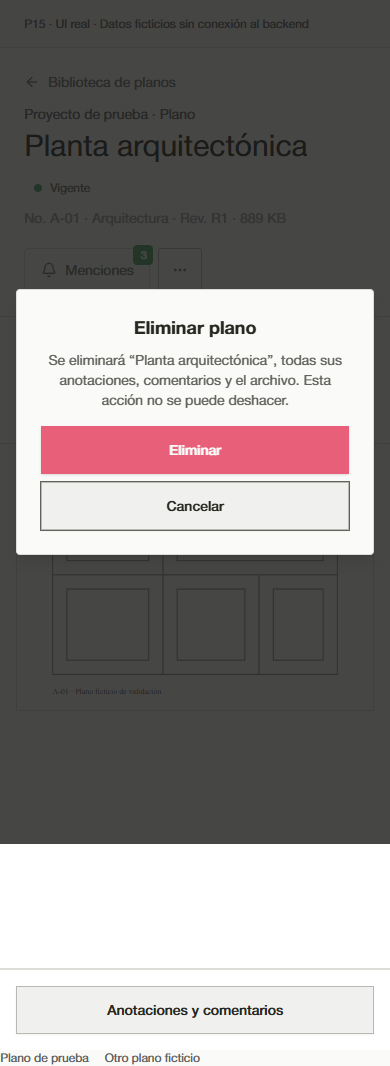 P15 · UI real · Datos ficticios sin conexión al backend
Biblioteca de planos
Proyecto de prueba · Plano
Planta arquitectónica
Vigente
No. A-01 · Arquitectura · Rev. R1 · 889 KB
Menciones
3
Eliminar plano
Se eliminará “Planta arquitectónica”, todas sus
anotaciones, comentarios y el archivo. Esta
acción no se puede deshacer.
Eliminar
Cancelar
A-01 Plano ficticio de validación
Anotaciones y comentarios
Plano de prueba Otro plano ficticio